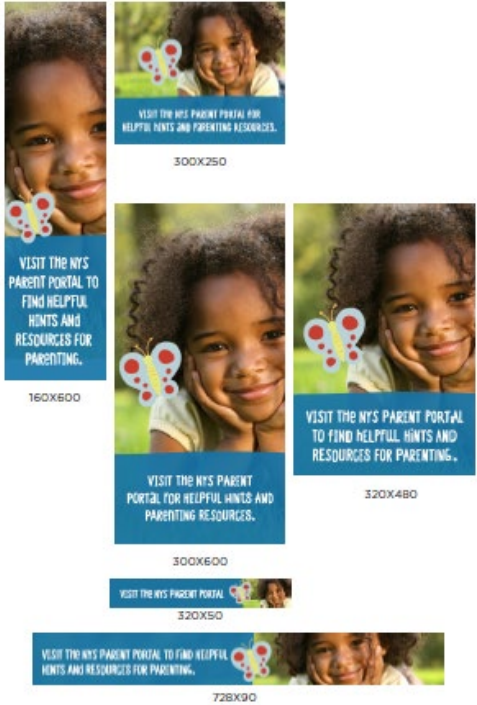 VISIT THE NYS PARENT PORTAL FOR
HELPFUL HINTS AND PARENTING RESOURCES.
300X250
VISIT THE NYS
PARENT PORTAL TO
FIND HELPFUL
HINTS AND
RESOURCES FOR
PARENTING.
160X600
VISIT THE NYS PARENT
PORTAL FOR HELPFUL HINTS AND
PARENTING RESOURCES.
300X600
VISIT THE NYS PARENT PORTAL
TO FIND HELPFUL HINTS AND
RESOURCES FOR PARENTING.
320X480
VISIT THE NYS PARENT PORTAL
320X50
VISIT THE NYS PARENT PORTAL TO FIND HELPFUL
HINTS AND RESOURCES FOR PARENTING.
728X90